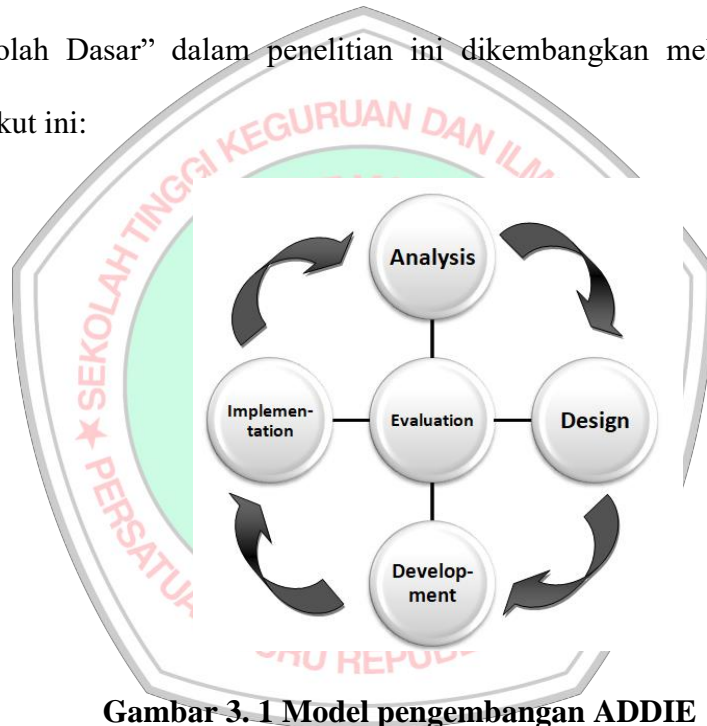 olah Dasar” dalam penelitian ini dikembangkan mel
kut ini:
SEKOLAH TINGGI KEGURUAN DAN
Analysis
Implemen-
tation
Evaluation
Design
Develop-
ment
Gambar 3. 1 Model pengembangan ADDIE